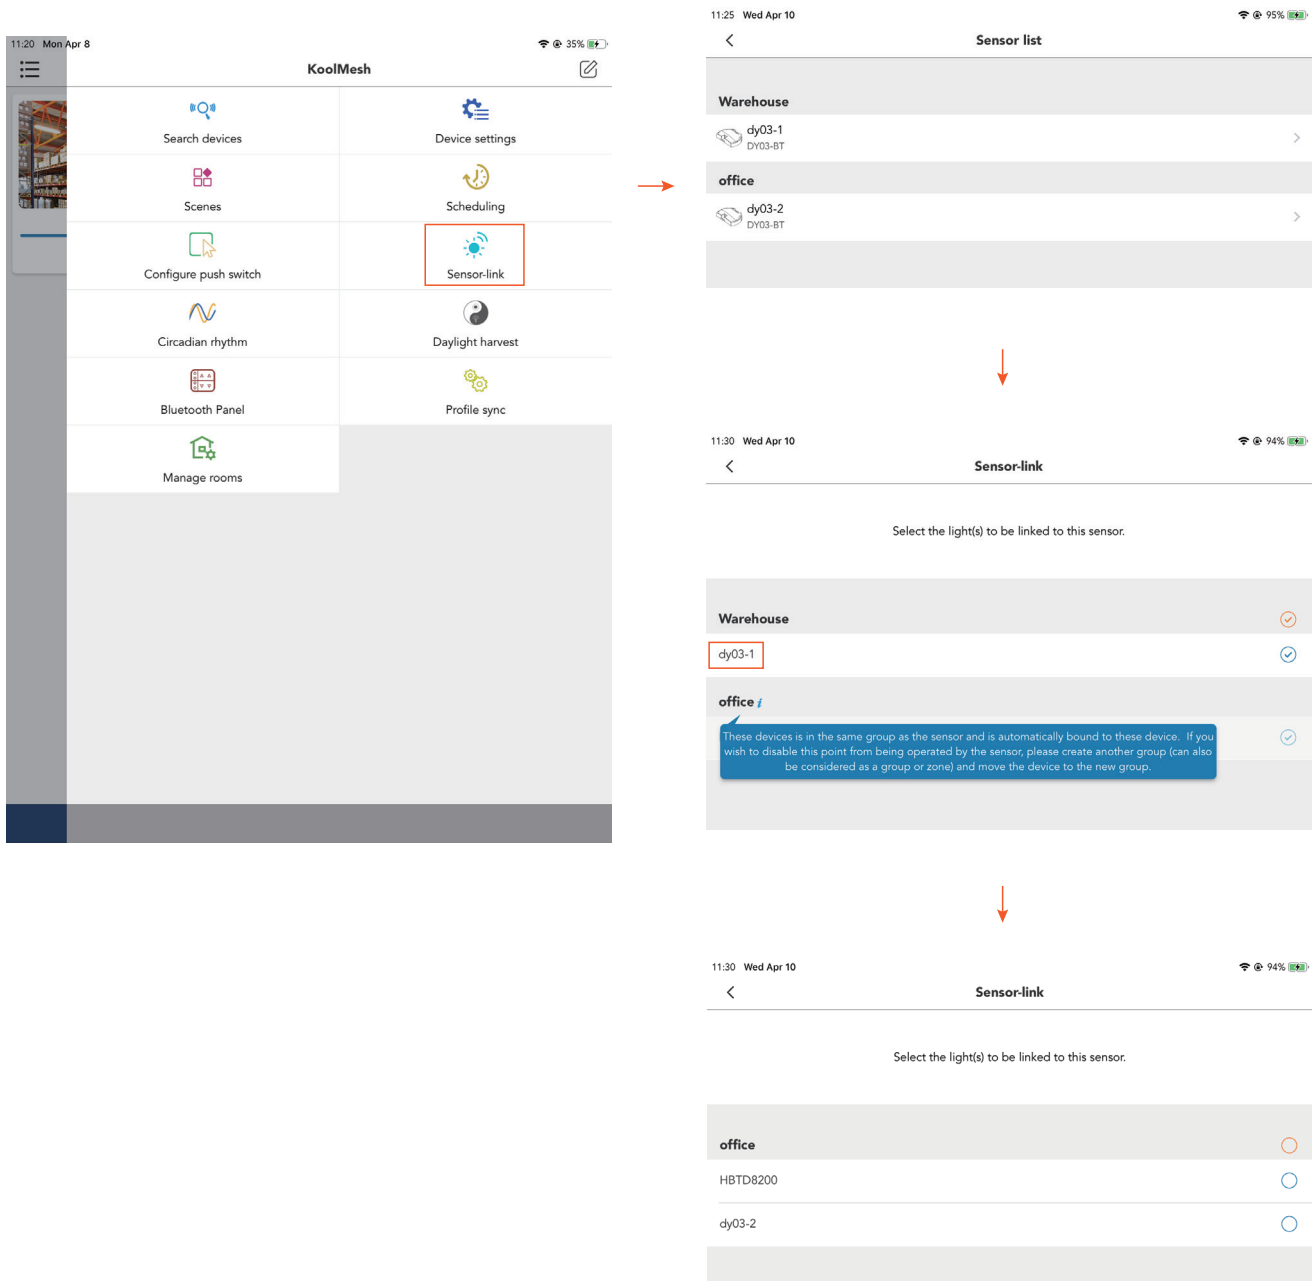 11:20 Mon Apr 8
35%
KoolMesh
Search devices
Device settings
Scenes
Scheduling
Configure push switch
Sensor-link
Circadian rhythm
Daylight harvest
Bluetooth Panel
Profile sync
Manage rooms
11:25 Wed Apr 10
95%
Sensor list
Warehouse
dy03-1
DY03-BT
office
dy03-2
DY03-BT
11:30 Wed Apr 10
94%
Sensor-link
Select the light(s) to be linked to this sensor.
Warehouse
dy03-1
office i
These devices is in the same group as the sensor and is automatically bound to these device. If you
wish to disable this point from being operated by the sensor, please create another group (can also
be considered as a group or zone) and move the device to the new group.
11:30 Wed Apr 10
94%
Sensor-link
Select the light(s) to be linked to this sensor.
office
HBTD8200
dy03-2